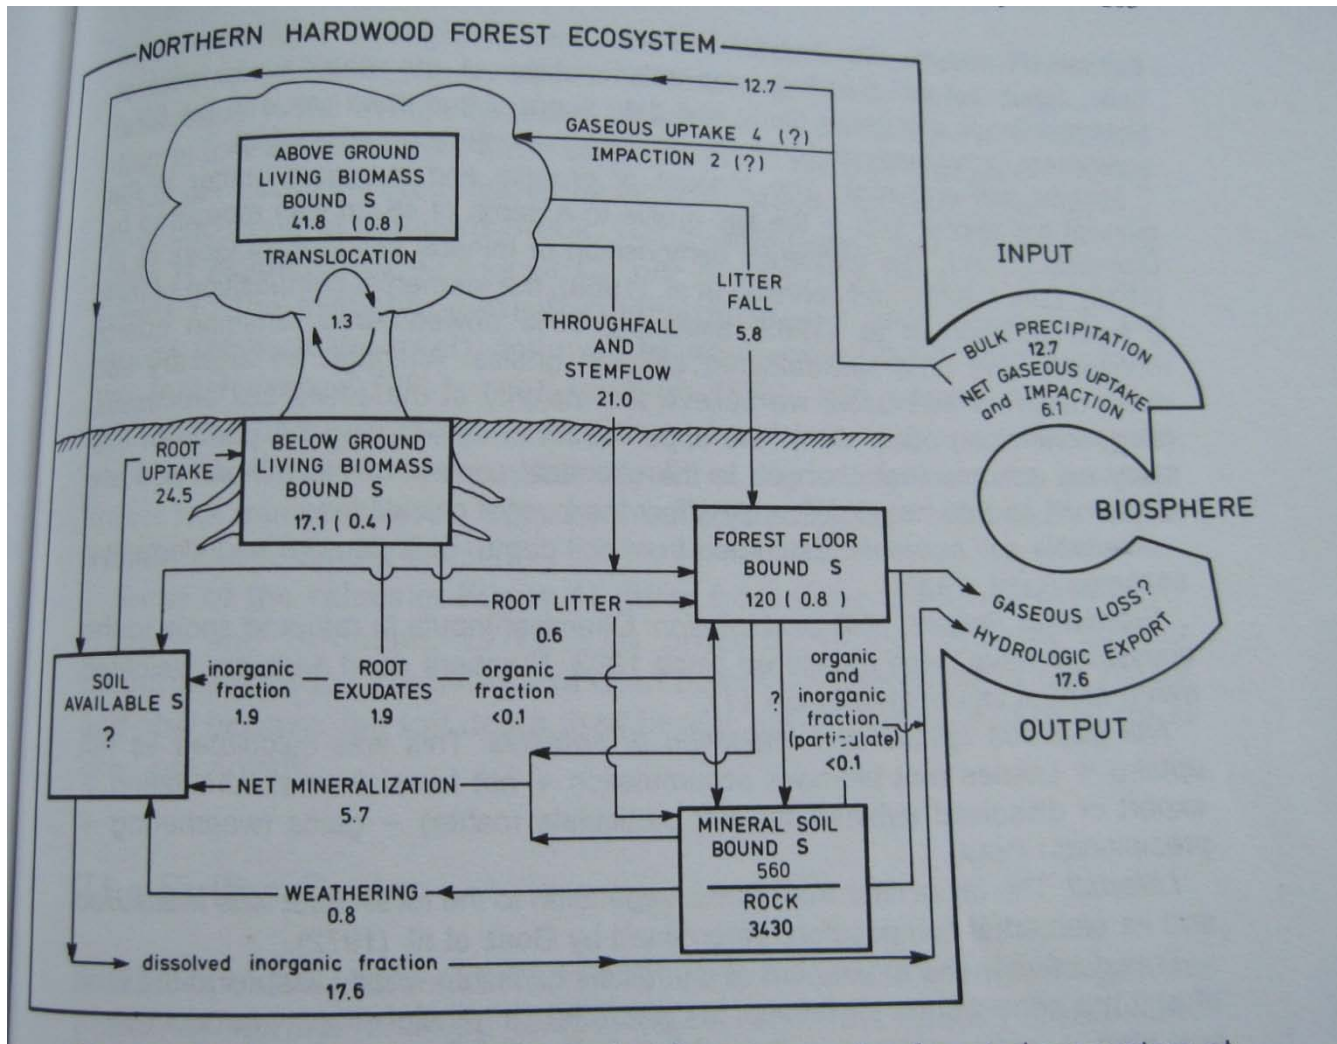 NORTHERN HARDWOOD FOREST ECOSYSTEM
12.7
GASEOUS UPTAKE 4 (?)
IMPACTION 2 (?)
ABOVE GROUND
LIVING BIOMASS
BOUND S
41.8 (0.8)
TRANSLOCATION
1.3
THROUGHFALL
AND
STEMFLOW
21.0
LITTER
FALL
5.8
INPUT
BULK PRECIPITATION
12.7
NET GASEOUS UPTAKE
and IMPACTION
6.1
BIOSPHERE
ROOT
UPTAKE
24.5
BELOW GROUND
LIVING BIOMASS
BOUND S
17.1 (0.4)
FOREST FLOOR
BOUND S
120 (0.8)
GASEOUS LOSS?
HYDROLOGIC EXPORT
17.6
OUTPUT
ROOT LITTER
0.6
SOIL
AVAILABLE S
?
inorganic
fraction
1.9
ROOT
EXUDATES
1.9
organic
fraction
<0.1
?
organic
and
inorganic
fraction
(particulate)
<0.1
NET MINERALIZATION
5.7
MINERAL SOIL
BOUND S
560
ROCK
3430
WEATHERING
0.8
dissolved inorganic fraction
17.6